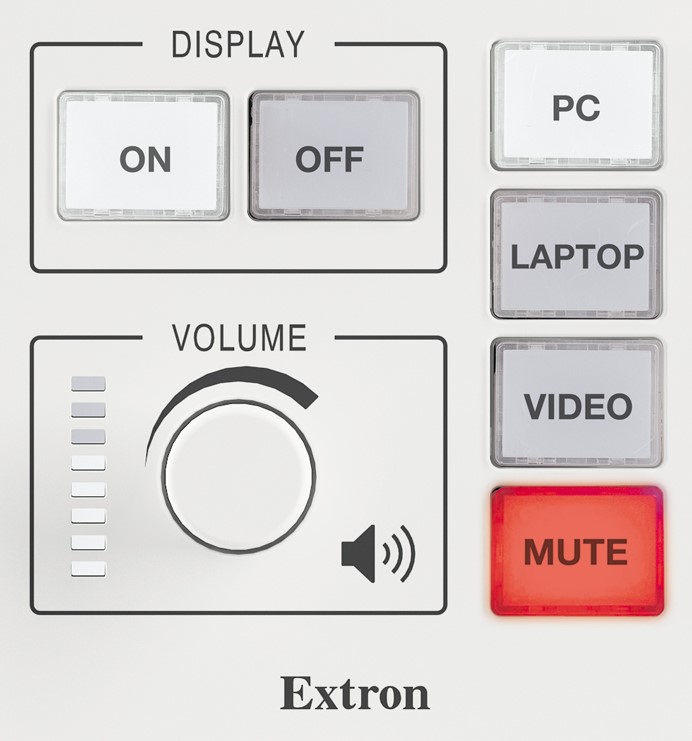 DISPLAY
ON
OFF
PC
LAPTOP
VIDEO
MUTE
VOLUME
Extron